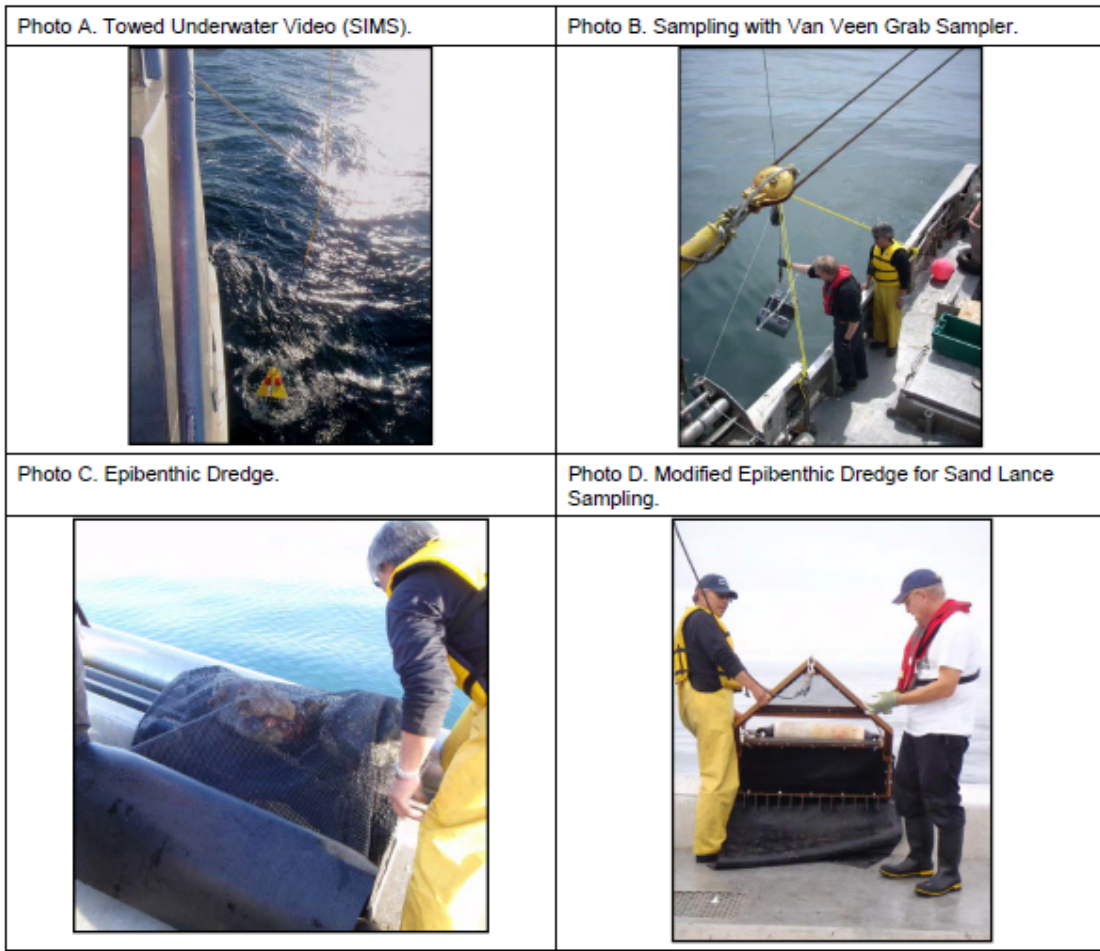 Photo A. Towed Underwater Video (SIMS).
Photo B. Sampling with Van Veen Grab Sampler.
Photo C. Epibenthic Dredge.
Photo D. Modified Epibenthic Dredge for Sand Lance
Sampling.